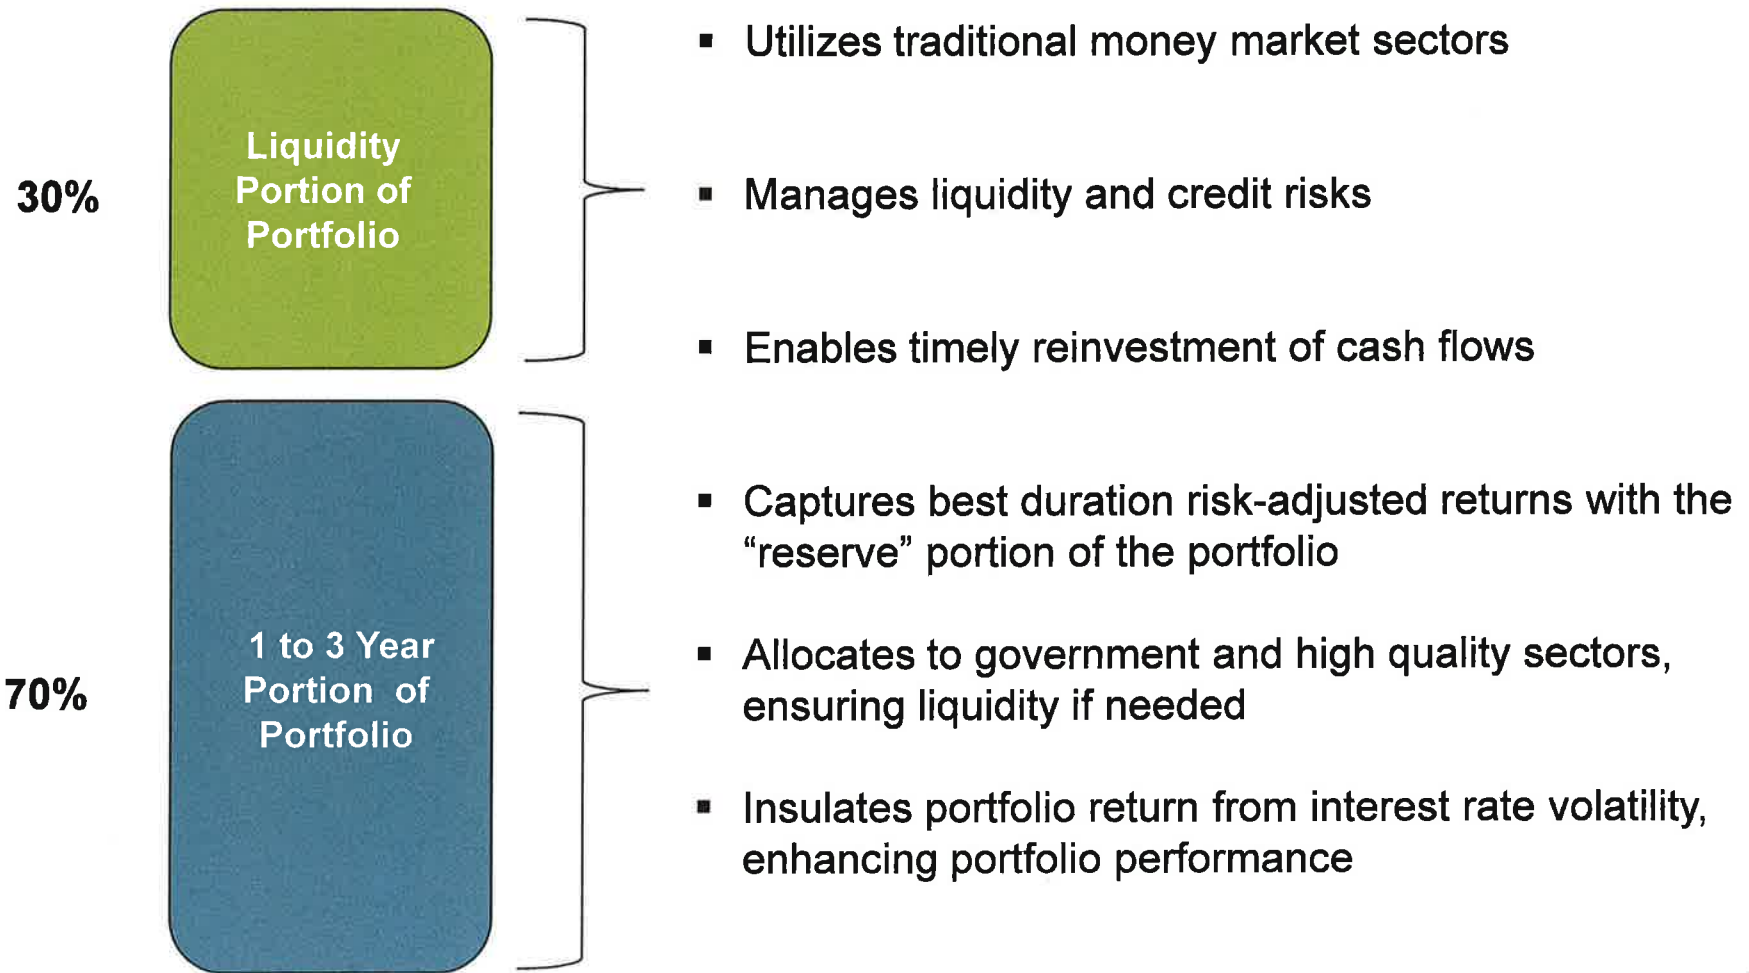 30%
Liquidity
Portion of
Portfolio
▪ Utilizes traditional money market sectors
▪ Manages liquidity and credit risks
▪ Enables timely reinvestment of cash flows
70%
1 to 3 Year
Portion of
Portfolio
▪ Captures best duration risk-adjusted returns with the
“reserve” portion of the portfolio
▪ Allocates to government and high quality sectors,
ensuring liquidity if needed
▪ Insulates portfolio return from interest rate volatility,
enhancing portfolio performance